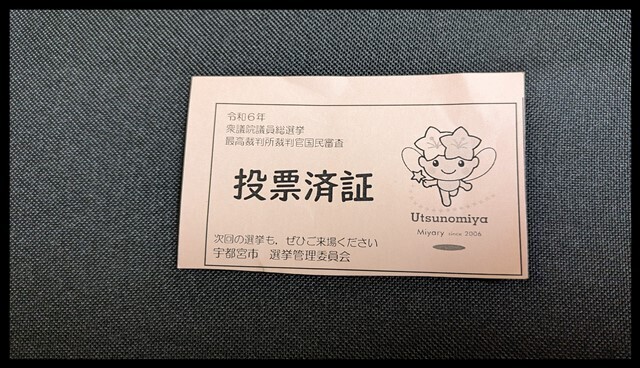 令和6年
衆議院議員総選挙
最高裁判所裁判官国民審査
投票済証
Utsunomiya
Miyary since 2006
次回の選挙も、ぜひご来場ください
宇都宮市 選挙管理委員会